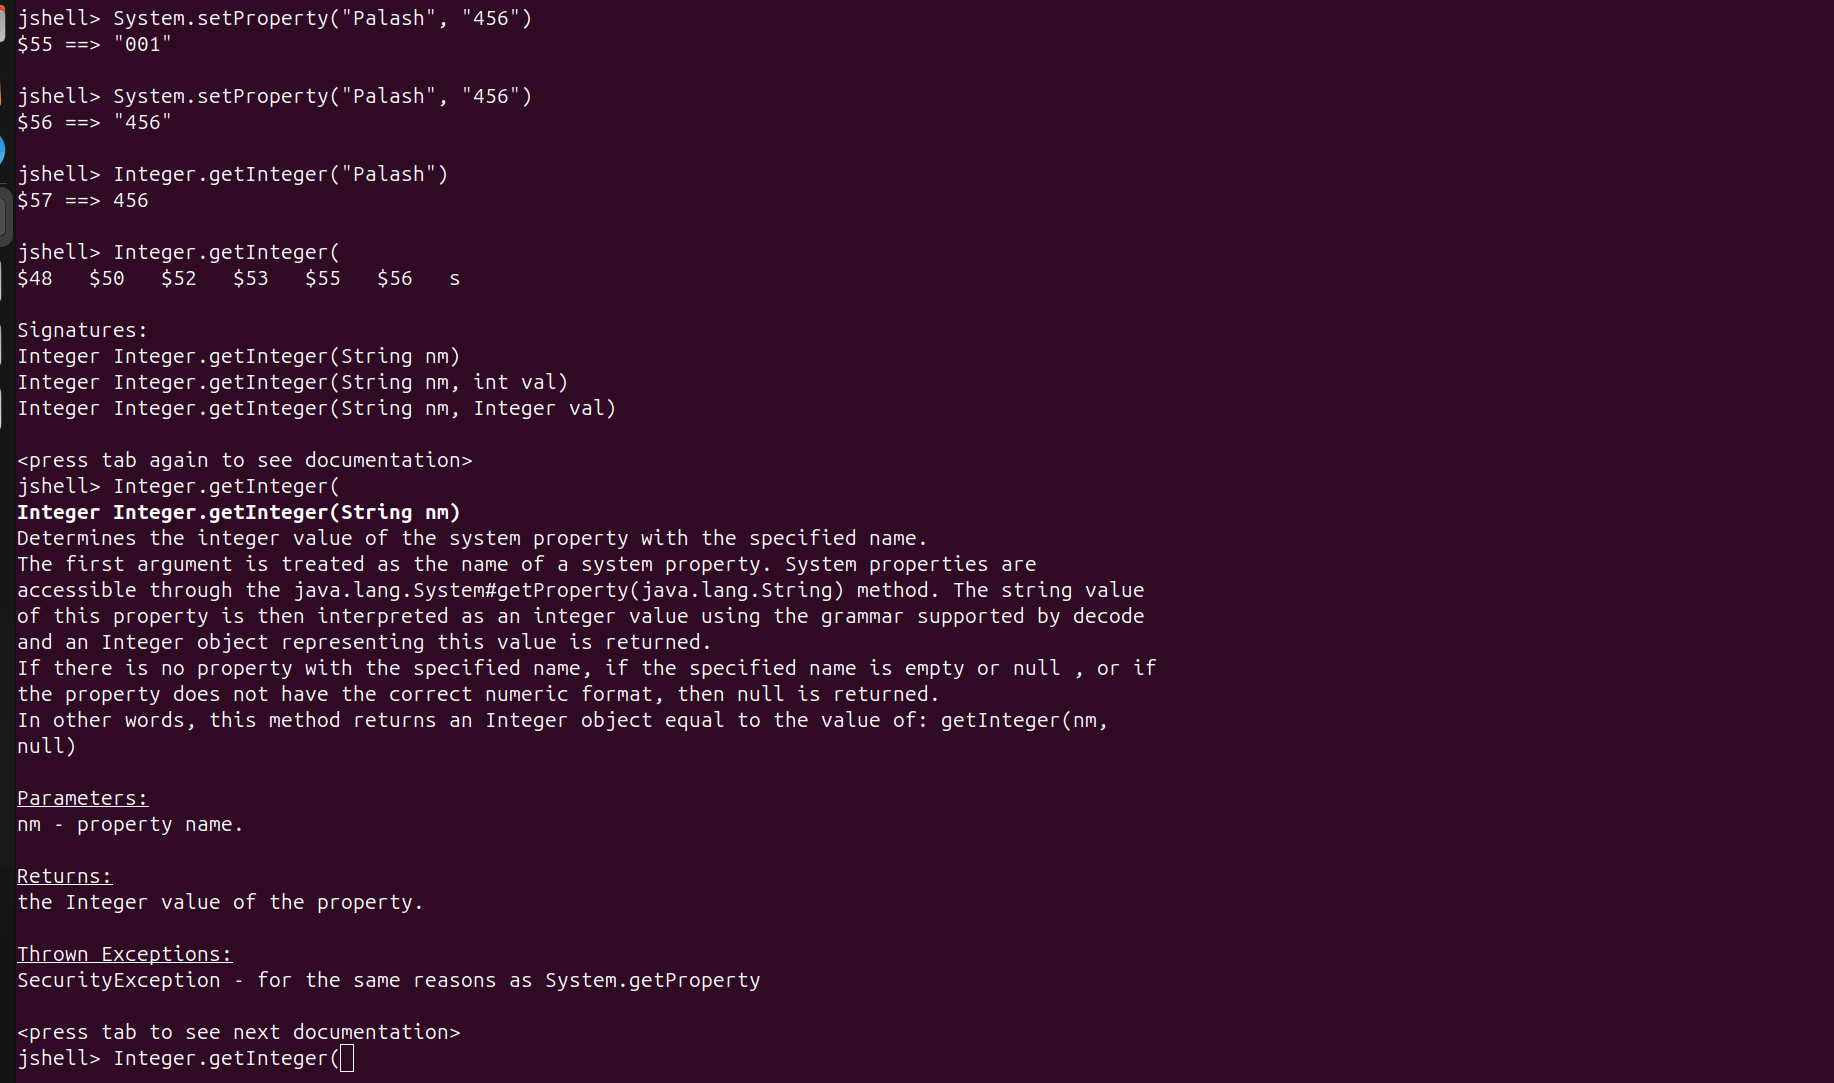 jshell> System.setProperty("Palash", "456")
$55 ==> "001"
jshell> System.setProperty("Palash", "456")
$56 ==> "456"
jshell> Integer.getInteger("Palash")
$57 ==> 456
jshell> Integer.getInteger(
$48   $50   $52   $53   $55   $56   s
Signatures:
Integer Integer.getInteger(String nm)
Integer Integer.getInteger(String nm, int val)
Integer Integer.getInteger(String nm, Integer val)
<press tab again to see documentation>
jshell> Integer.getInteger(
Integer Integer.getInteger(String nm)
Determines the integer value of the system property with the specified name.
The first argument is treated as the name of a system property. System properties are
accessible through the java.lang.System#getProperty(java.lang.String) method. The string value
of this property is then interpreted as an integer value using the grammar supported by decode
and an Integer object representing this value is returned.
If there is no property with the specified name, if the specified name is empty or null , or if
the property does not have the correct numeric format, then null is returned.
In other words, this method returns an Integer object equal to the value of: getInteger(nm,
null)
Parameters:
nm - property name.
Returns:
the Integer value of the property.
Thrown Exceptions:
SecurityException - for the same reasons as System.getProperty
<press tab to see next documentation>
jshell> Integer.getInteger(